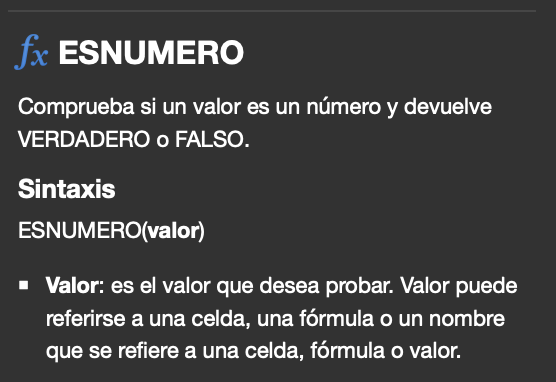 fx ESNUMERO
Comprueba si un valor es un número y devuelve
VERDADERO o FALSO.
Sintaxis
ESNUMERO(valor)
▪ Valor: es el valor que desea probar. Valor puede
referirse a una celda, una fórmula o un nombre
que se refiere a una celda, fórmula o valor.